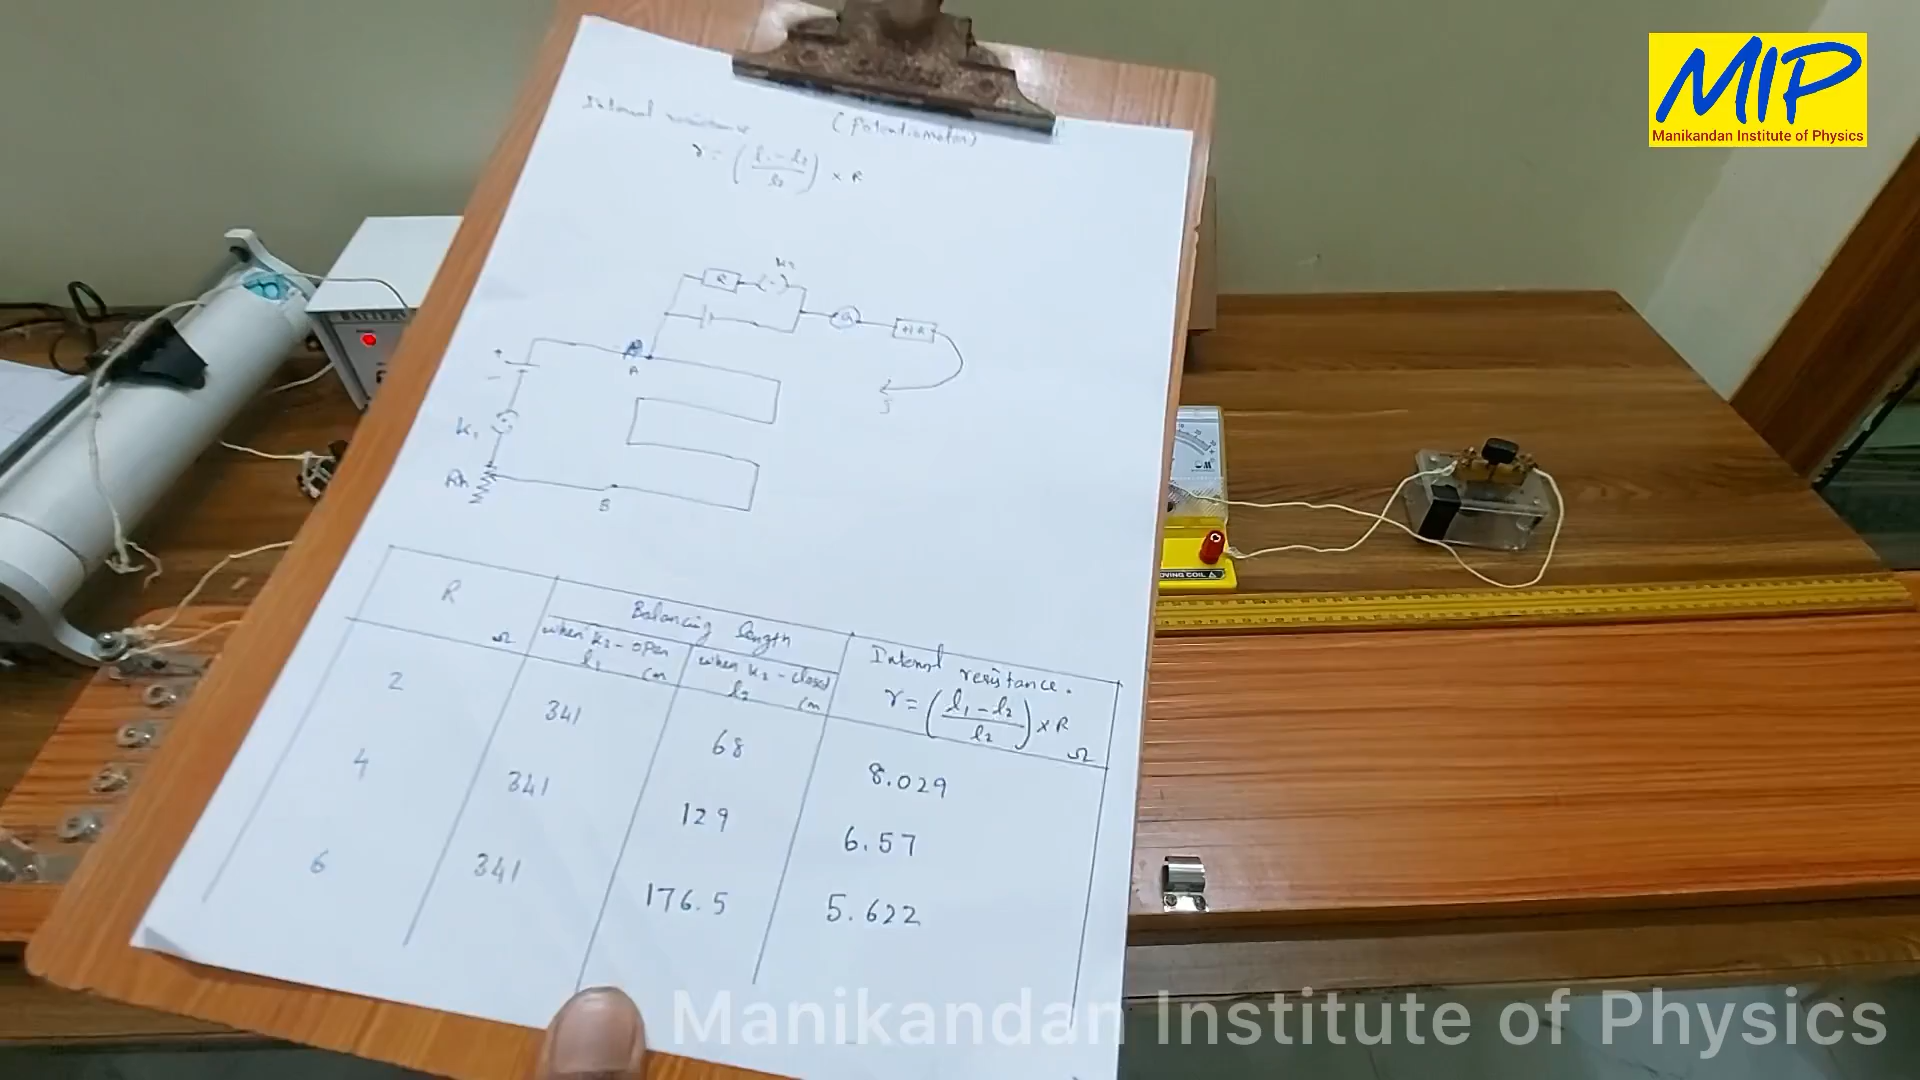 MIP
Manikandan Institute of Physics
Internal resistance (Potentiometer)
r = (l₁ - l₂ / l₂) × R
K₂
R
G
HR
J
+
-
A
K₁
Rh
B
R Ω
Balancing length
when K₂ - open l₁ cm
when K₂ - closed l₂ cm
Internal resistance.
r = (l₁ - l₂ / l₂) × R Ω
2 341 68 8.029
4 341 129 6.57
6 341 176.5 5.622
BATTERY
MOVING COIL
Manikandan Institute of Physics